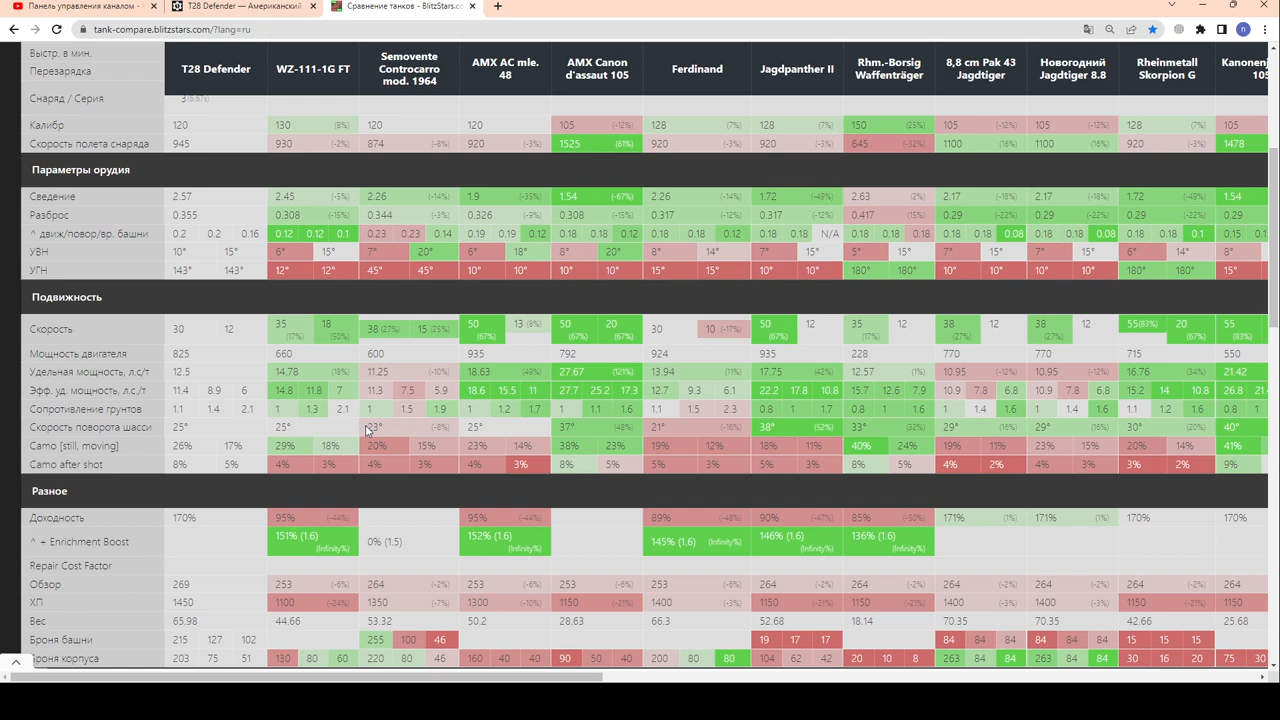 Панель управления каналом -
T28 Defender — Американский
Сравнение танков - BlitzStars.co
tank-compare.blitzstars.com/?lang=ru
Выстр. в мин.
Перезарядка
T28 Defender WZ-111-1G FT Semovente Controcarro mod. 1964 AMX AC mle. 48 AMX Canon d'assaut 105 Ferdinand Jagdpanther II Rhm.-Borsig Waffenträger 8,8 cm Pak 43 Jagdtiger Новогодний Jagdtiger 8.8 Rheinmetall Skorpion G Kanonenj 105
Снаряд / Серия 3 (6.67%)
Калибр 120 130 (8%) 120 120 105 (-12%) 128 (7%) 128 (7%) 150 (25%) 105 (-12%) 105 (-12%) 128 (7%) 105
Скорость полета снаряда 945 930 (-2%) 874 (-8%) 920 (-3%) 1525 (61%) 920 (-3%) 920 (-3%) 645 (-32%) 1100 (16%) 1100 (16%) 920 (-3%) 1478
Параметры орудия
Сведение 2.57 2.45 (-5%) 2.26 (-14%) 1.9 (-35%) 1.54 (-67%) 2.26 (-14%) 1.72 (-49%) 2.63 (2%) 2.17 (-18%) 2.17 (-18%) 1.72 (-49%) 1.54
Разброс 0.355 0.308 (-15%) 0.344 (-3%) 0.326 (-9%) 0.308 (-15%) 0.317 (-12%) 0.317 (-12%) 0.417 (15%) 0.29 (-22%) 0.29 (-22%) 0.29 (-22%) 0.29
^ движ/повор/вр. башни 0.2 0.2 0.16 0.12 0.12 0.1 0.23 0.23 0.14 0.19 0.19 0.12 0.18 0.18 0.12 0.18 0.18 0.12 0.18 0.18 N/A 0.18 0.18 0.18 0.18 0.18 0.08 0.18 0.18 0.08 0.18 0.18 0.1 0.15 0.1
УВН 10° 15° 6° 15° 7° 20° 6° 18° 8° 20° 8° 14° 7° 15° 5° 15° 7° 15° 7° 15° 6° 14° 8°
УГН 143° 143° 12° 12° 45° 45° 10° 10° 10° 10° 15° 15° 10° 10° 180° 180° 10° 10° 10° 10° 180° 180° 15°
Подвижность
Скорость 30 12 35 (17%) 18 (50%) 38 (27%) 15 (25%) 50 (67%) 13 (8%) 50 (67%) 20 (67%) 30 10 (-17%) 50 (67%) 12 35 (17%) 12 38 (27%) 12 38 (27%) 12 55 (83%) 20 (67%) 55 (83%)
Мощность двигателя 825 660 600 935 792 924 935 228 770 770 715 550
Удельная мощность, л.с/т 12.5 14.78 (18%) 11.25 (-10%) 18.63 (49%) 27.67 (121%) 13.94 (11%) 17.75 (42%) 12.57 (1%) 10.95 (-12%) 10.95 (-12%) 16.76 (34%) 21.42
Эфф. уд. мощность, л.с/т 11.4 8.9 6 14.8 11.8 7 11.3 7.5 5.9 18.6 15.5 11 27.7 25.2 17.3 12.7 9.3 6.1 22.2 17.8 10.8 15.7 12.6 7.9 10.9 7.8 6.8 10.9 7.8 6.8 15.2 14 10.8 26.8 21.4
Сопротивление грунтов 1.1 1.4 2.1 1 1.3 2.1 1 1.5 1.9 1 1.2 1.7 1 1.1 1.6 1.1 1.5 2.3 0.8 1 1.7 0.8 1 1.6 1 1.4 1.6 1 1.4 1.6 1.1 1.2 1.6 0.8 1
Скорость поворота шасси 25° 25° 23° (-8%) 25° 37° (48%) 21° (-16%) 38° (52%) 33° (32%) 29° (16%) 29° (16%) 36° (44%) 40°
Camo [still, moving] 26% 17% 29% 18% 20% 15% 23% 14% 38% 23% 19% 12% 18% 11% 40% 24% 19% 11% 23% 14% 20% 14% 41%
Camo after shot 8% 5% 4% 3% 4% 3% 4% 3% 8% 5% 5% 3% 5% 3% 8% 5% 4% 2% 4% 3% 3% 2% 9%
Разное
Доходность 170% 95% (-44%) 95% (-44%) 89% (-48%) 90% (-47%) 85% (-50%) 171% (1%) 171% (1%) 170% 170%
^ + Enrichment Boost 151% (1.6) (Infinity%) 0% (1.5) 152% (1.6) (Infinity%) 145% (1.6) (Infinity%) 146% (1.6) (Infinity%) 136% (1.6) (Infinity%)
Repair Cost Factor
Обзор 269 253 (-6%) 264 (-2%) 253 (-6%) 253 (-6%) 253 (-6%) 264 (-2%) 264 (-2%) 264 (-2%) 264 (-2%) 264 (-2%) 264
ХП 1450 1100 (-24%) 1350 (-7%) 1300 (-10%) 1150 (-21%) 1400 (-3%) 1150 (-21%) 1150 (-21%) 1400 (-3%) 1400 (-3%) 1150 (-21%) 1150
Вес 65.98 44.66 53.32 50.2 28.63 66.3 52.68 18.14 70.35 70.35 42.66 25.68
Броня башни 215 127 102 255 100 46 19 17 17 84 84 84 84 84 84 15 15 15
Броня корпуса 203 75 51 130 80 60 220 80 46 160 40 40 90 50 40 200 80 80 104 62 42 20 10 8 263 84 84 263 84 84 30 16 20 75 30